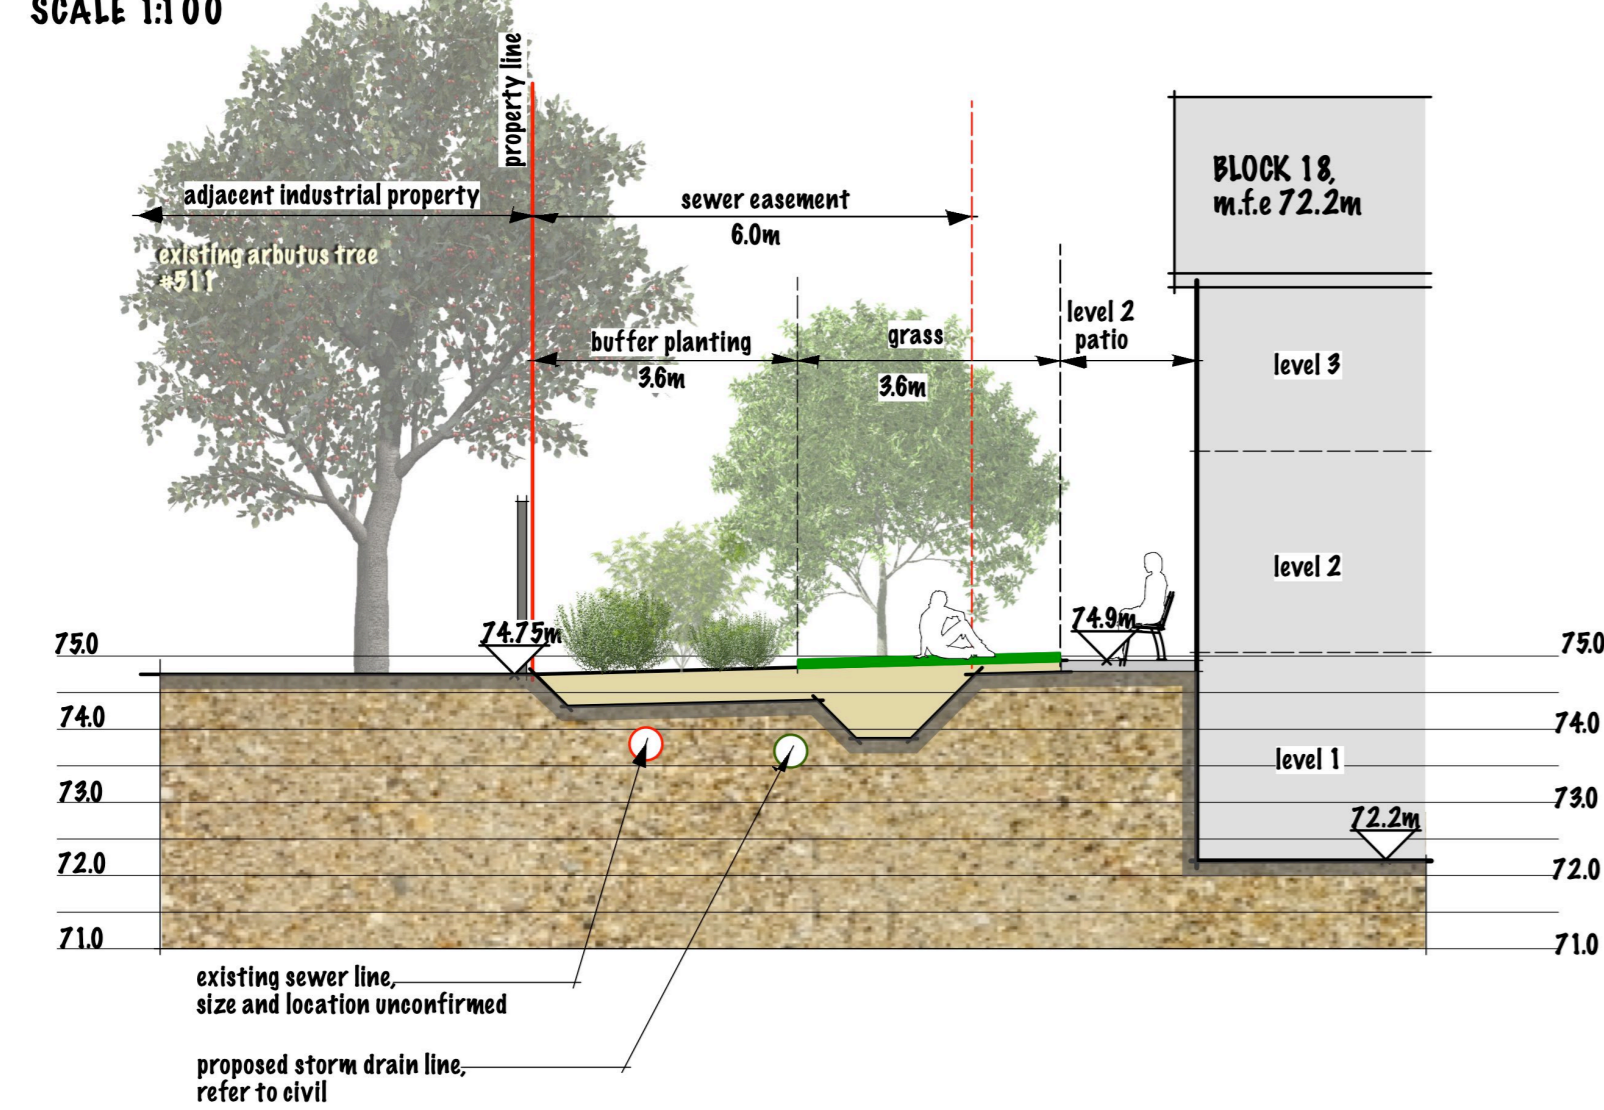 SCALE 1:100
property line
adjacent industrial property
sewer easement
6.0m
BLOCK 18,
m.f.e 72.2m
existing arbutus tree
#511
buffer planting
3.6m
grass
3.6m
level 2
patio
level 3
level 2
level 1
74.75m
74.9m
72.2m
75.0
75.0
74.0
74.0
73.0
73.0
72.0
72.0
71.0
71.0
existing sewer line,
size and location unconfirmed
proposed storm drain line,
refer to civil